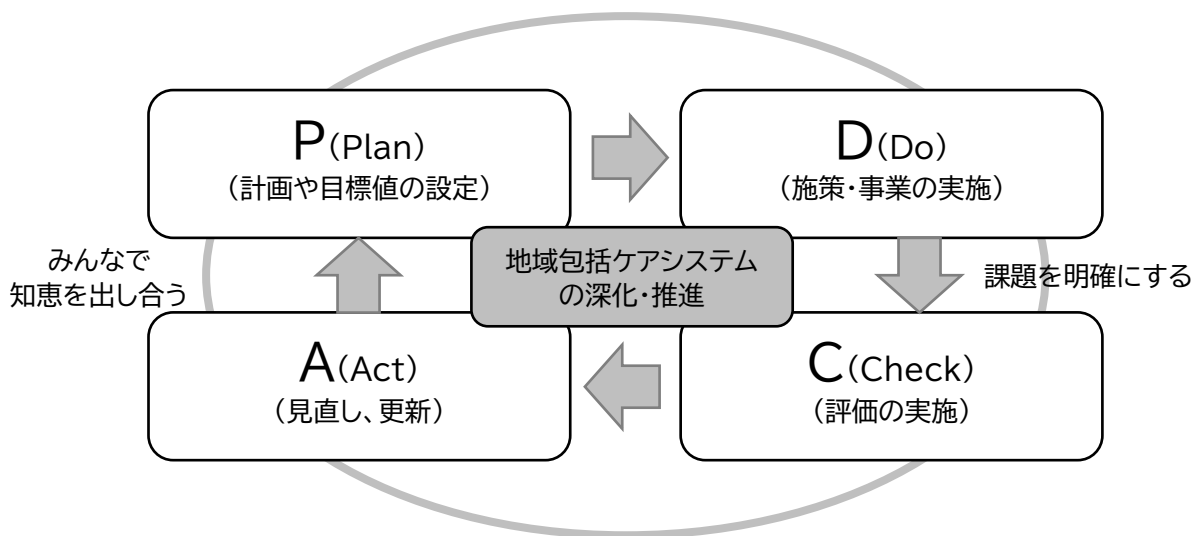 P(Plan)
(計画や目標値の設定)
D(Do)
(施策・事業の実施)
みんなで
知恵を出し合う
地域包括ケアシステム
の深化・推進
課題を明確にする
A(Act)
(見直し、更新)
C(Check)
(評価の実施)